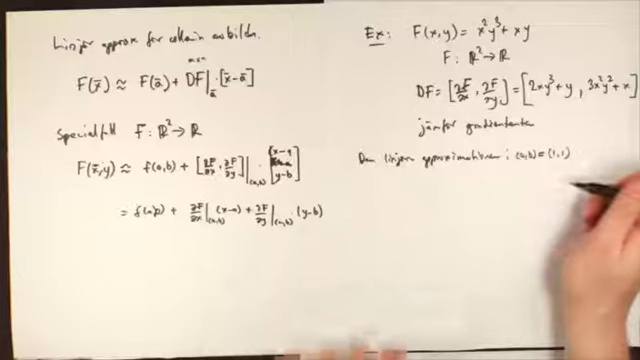 Linjär approx för allmän avbildn.
m×n
F(x̄) ≈ F(ā) + DF|ā · [x̄-ā]
Specialfall F: ℝ² → ℝ
F(x,y) ≈ f(a,b) + [∂F/∂x, ∂F/∂y]|(a,b) · [x-a y-b]
= f(a,b) + ∂F/∂x|(a,b) (x-a) + ∂F/∂y|(a,b) · (y-b)
Ex: F(x,y) = x²y³ + xy
F: ℝ² → ℝ
DF = [∂F/∂x, ∂F/∂y] = [2xy³+y, 3x²y²+x]
jämför gradienten
Den linjära approximationen i (a,b) = (1,1)